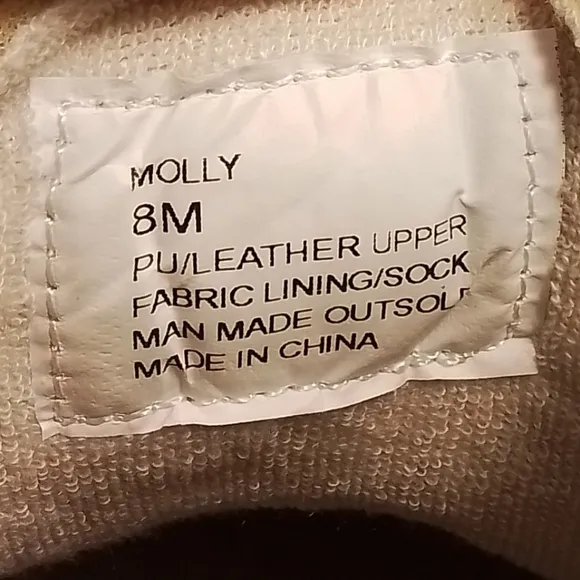 MOLLY
8M
PU/LEATHER UPPER
FABRIC LINING/SOCK
MAN MADE OUTSOLE
MADE IN CHINA